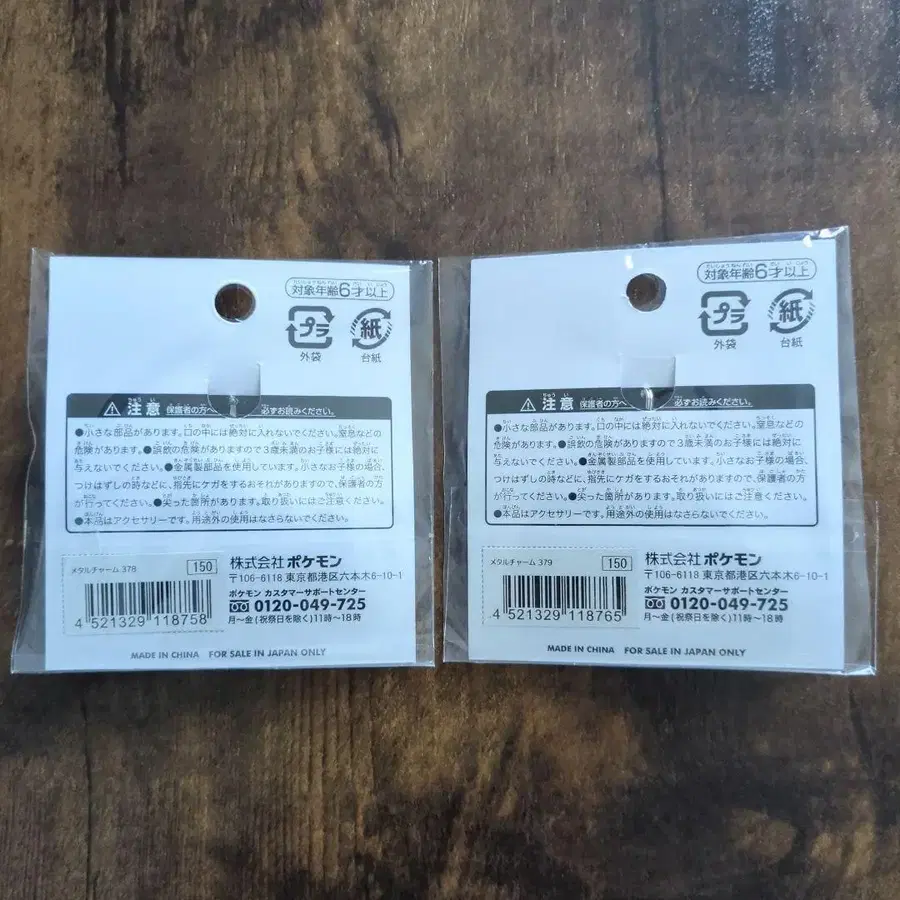 対象年齢6才以上
プラ
紙
外袋
台紙
注意 保護者の方へ 必ずお読みください。
●小さな部品があります。口の中には絶対に入れないでください。窒息などの
危険があります。●誤飲の危険がありますので3歳未満のお子様には絶対に
与えないでください。●金属製部品を使用しています。小さなお子様の場合、
つけはずしの時などに、指先にケガをするおそれがありますので、保護者の方
が行ってください。●尖った箇所があります。取り扱いにはご注意ください。
●本品はアクセサリーです。用途外の使用はなさらないでください。
メタルチャーム 378
150
4 521329 118758
株式会社 ポケモン
〒106-6118 東京都港区六本木6-10-1
ポケモン カスタマーサポートセンター
0120-049-725
月〜金(祝祭日を除く)11時〜18時
MADE IN CHINA FOR SALE IN JAPAN ONLY
対象年齢6才以上
プラ
紙
外袋
台紙
注意 保護者の方へ 必ずお読みください。
●小さな部品があります。口の中には絶対に入れないでください。窒息などの
危険があります。●誤飲の危険がありますので3歳未満のお子様には絶対に
与えないでください。●金属製部品を使用しています。小さなお子様の場合、
つけはずしの時などに、指先にケガをするおそれがありますので、保護者の方
が行ってください。●尖った箇所があります。取り扱いにはご注意ください。
●本品はアクセサリーです。用途外の使用はなさらないでください。
メタルチャーム 379
150
4 521329 118765
株式会社 ポケモン
〒106-6118 東京都港区六本木6-10-1
ポケモン カスタマーサポートセンター
0120-049-725
月〜金(祝祭日を除く)11時〜18時
MADE IN CHINA FOR SALE IN JAPAN ONLY